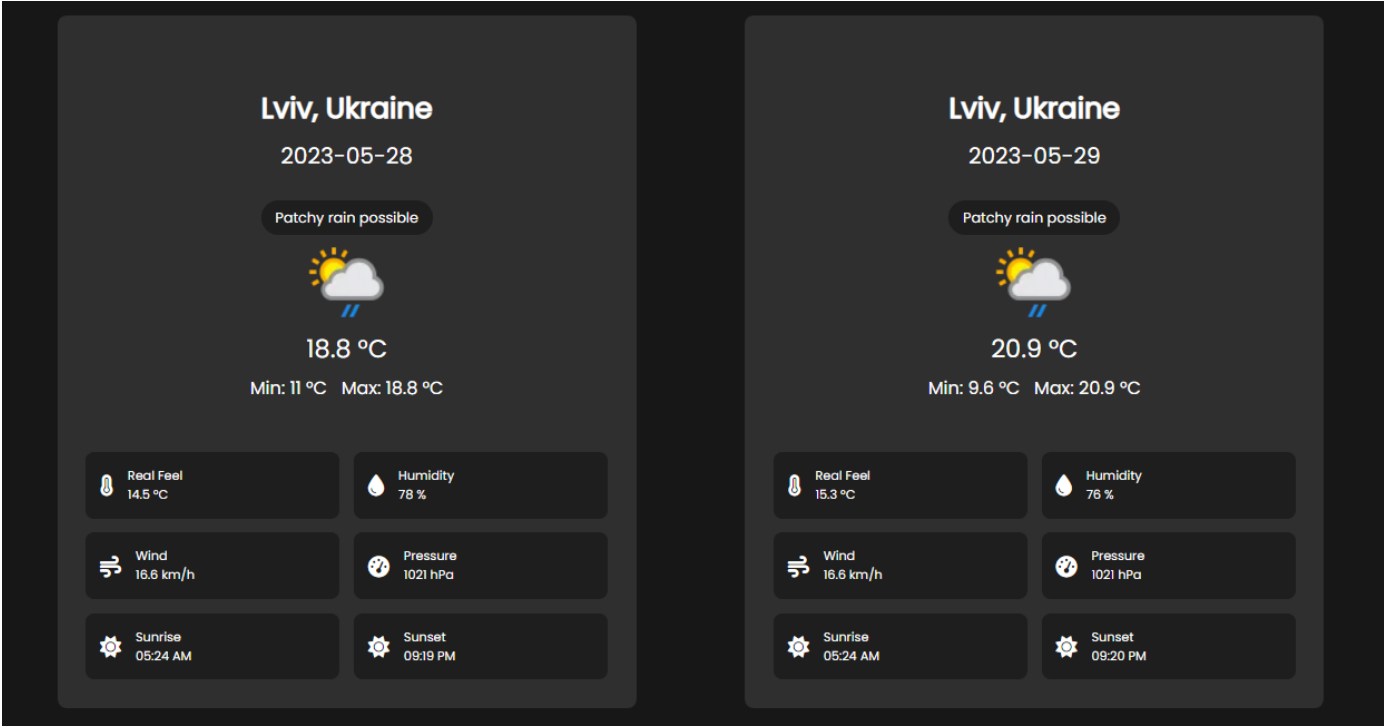 Lviv, Ukraine
2023-05-28
Patchy rain possible
18.8 °C
Min: 11 °C Max: 18.8 °C
Real Feel
14.5 °C
Humidity
78 %
Wind
16.6 km/h
Pressure
1021 hPa
Sunrise
05:24 AM
Sunset
09:19 PM
Lviv, Ukraine
2023-05-29
Patchy rain possible
20.9 °C
Min: 9.6 °C Max: 20.9 °C
Real Feel
15.3 °C
Humidity
76 %
Wind
16.6 km/h
Pressure
1021 hPa
Sunrise
05:24 AM
Sunset
09:20 PM